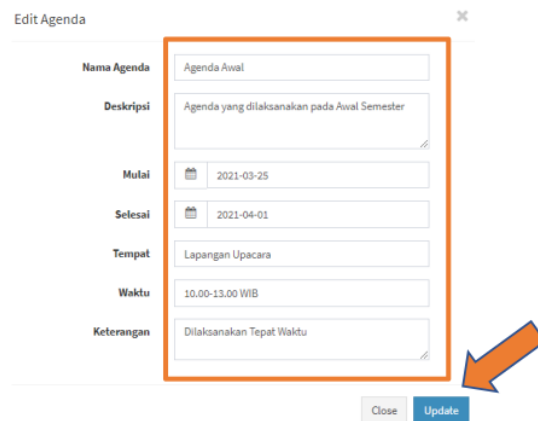 Edit Agenda
Nama Agenda Agenda Awal
Deskripsi Agenda yang dilaksanakan pada Awal Semester
Mulai 2021-03-25
Selesai 2021-04-01
Tempat Lapangan Upacara
Waktu 10.00-13.00 WIB
Keterangan Dilaksanakan Tepat Waktu
Close Update